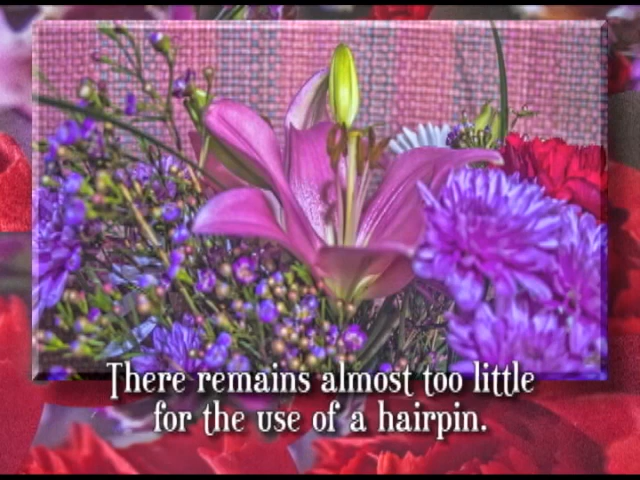 There remains almost too little
for the use of a hairpin.